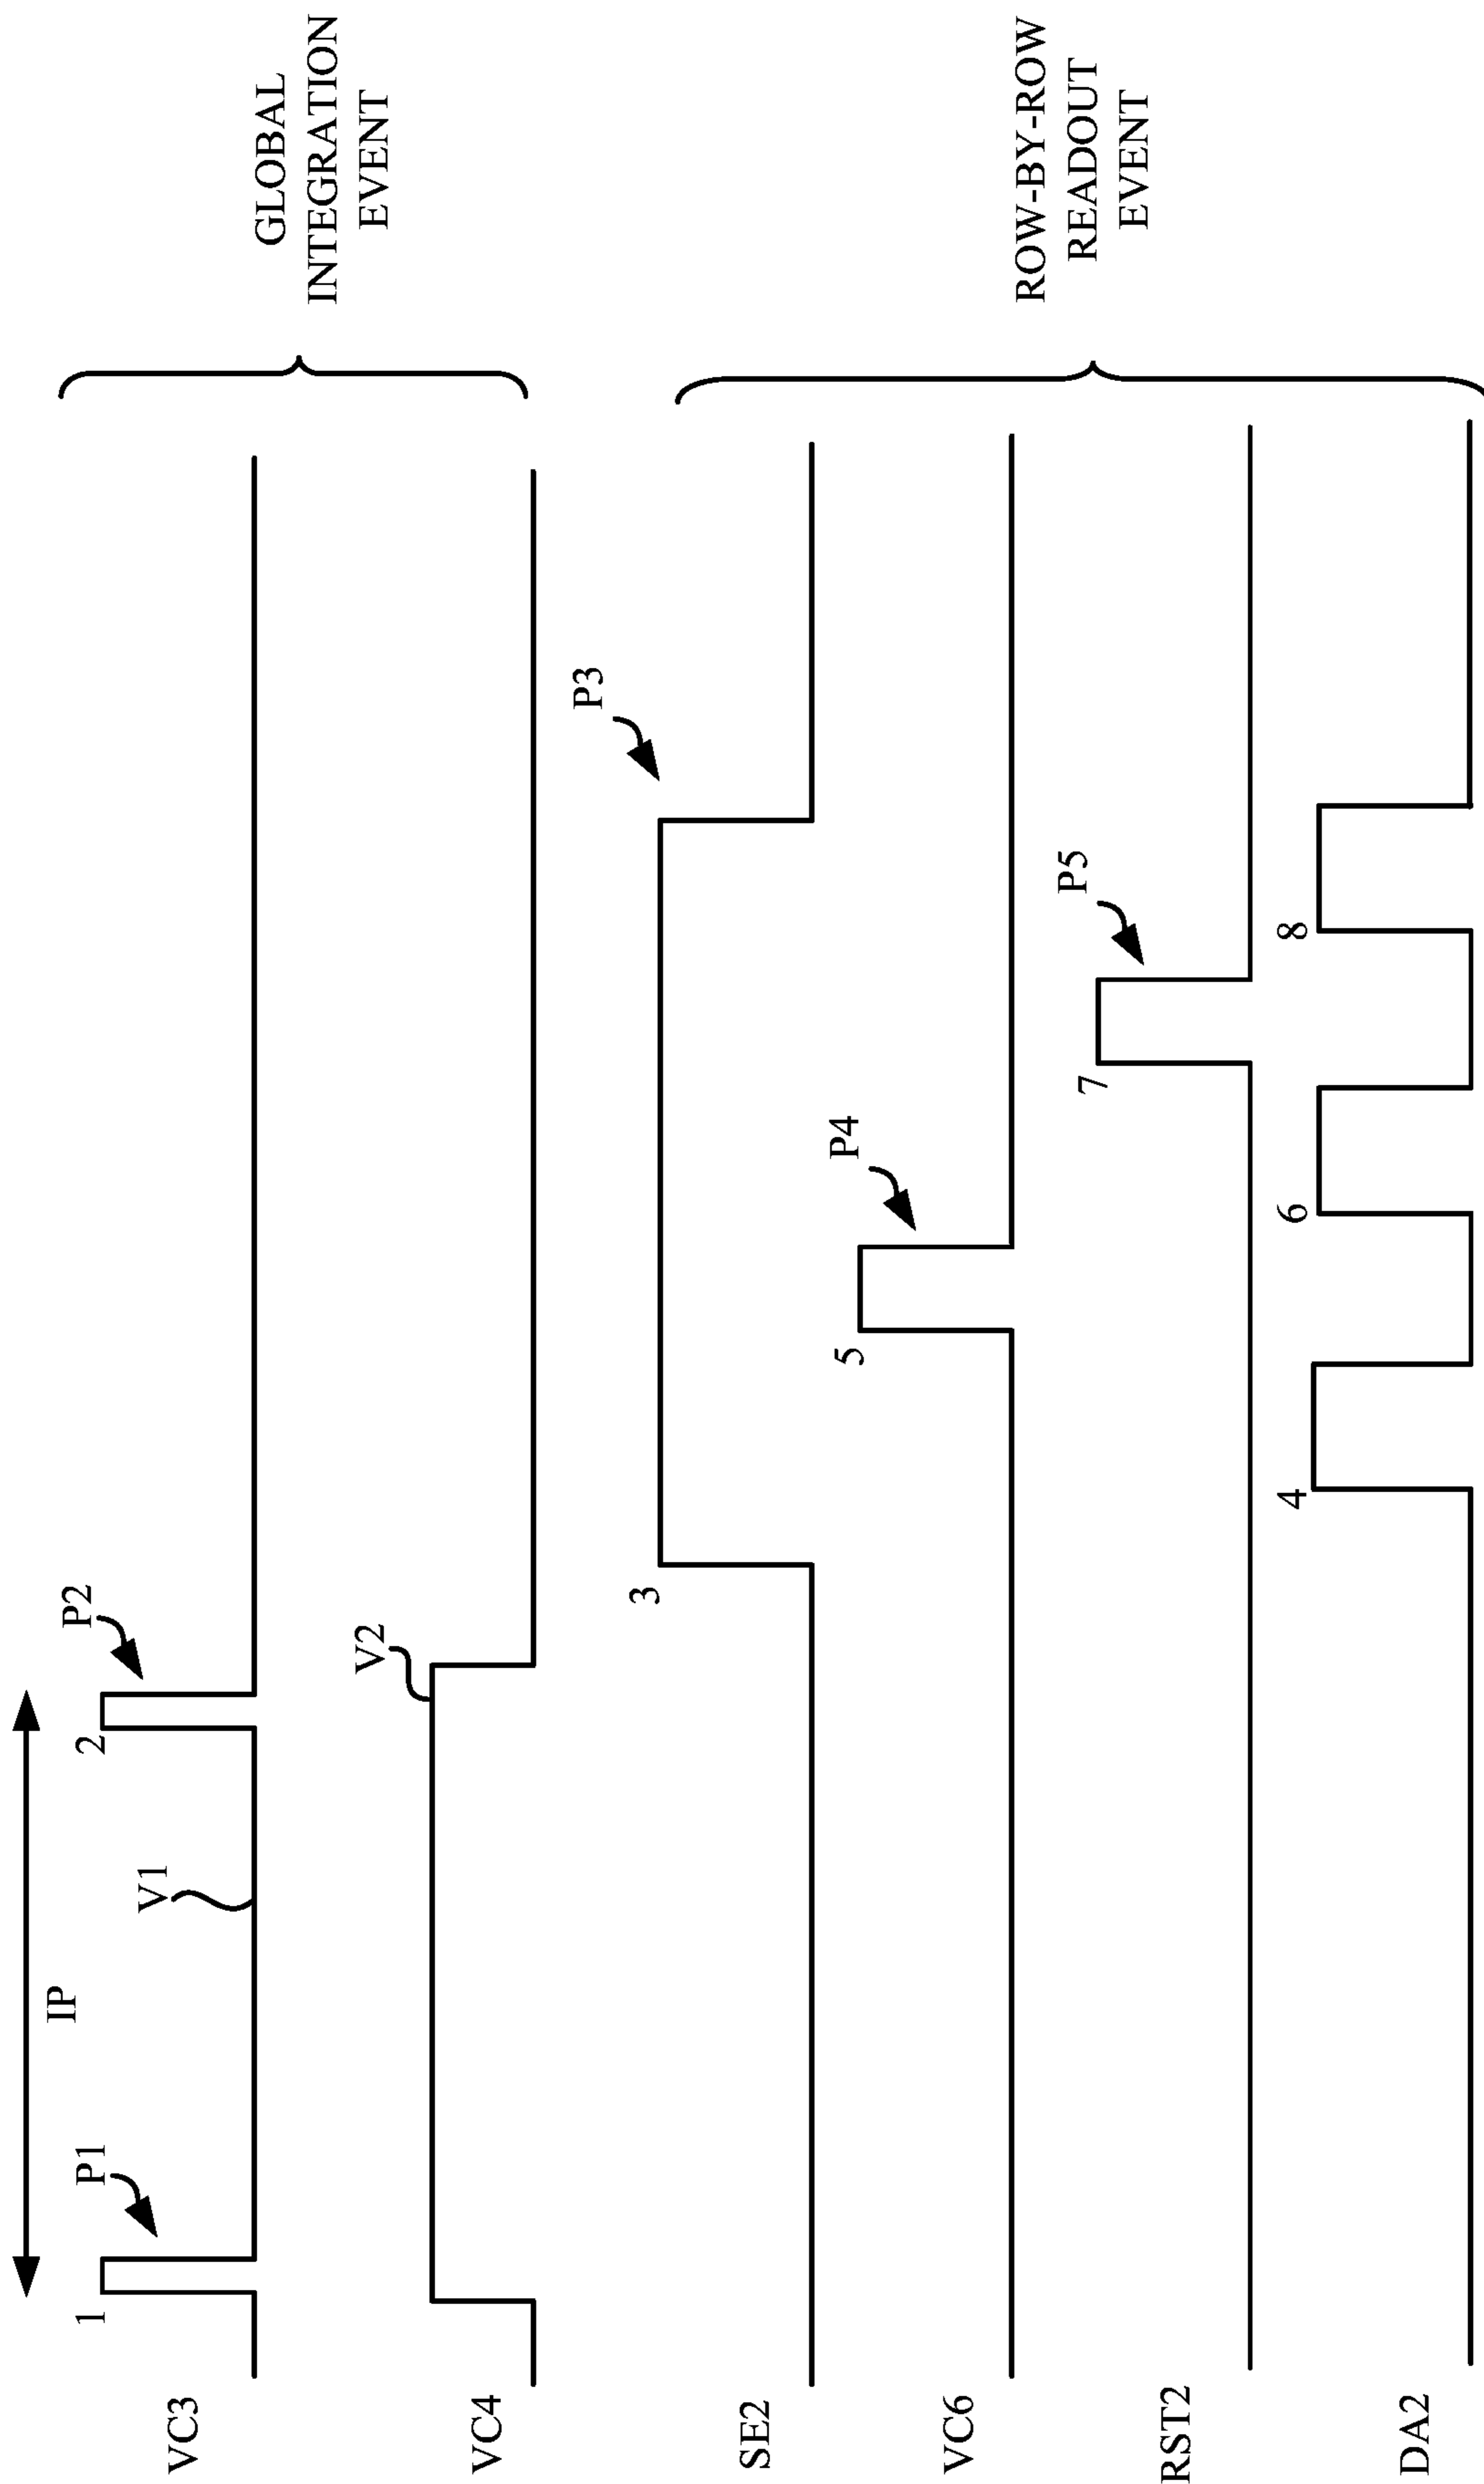 IP
1
P1
2
P2
VC3
V1
GLOBAL
INTEGRATION
EVENT
VC4
V2
SE2
3
P3
VC6
5
P4
ROW-BY-ROW
READOUT
EVENT
RST2
7
P5
DA2
4
6
8